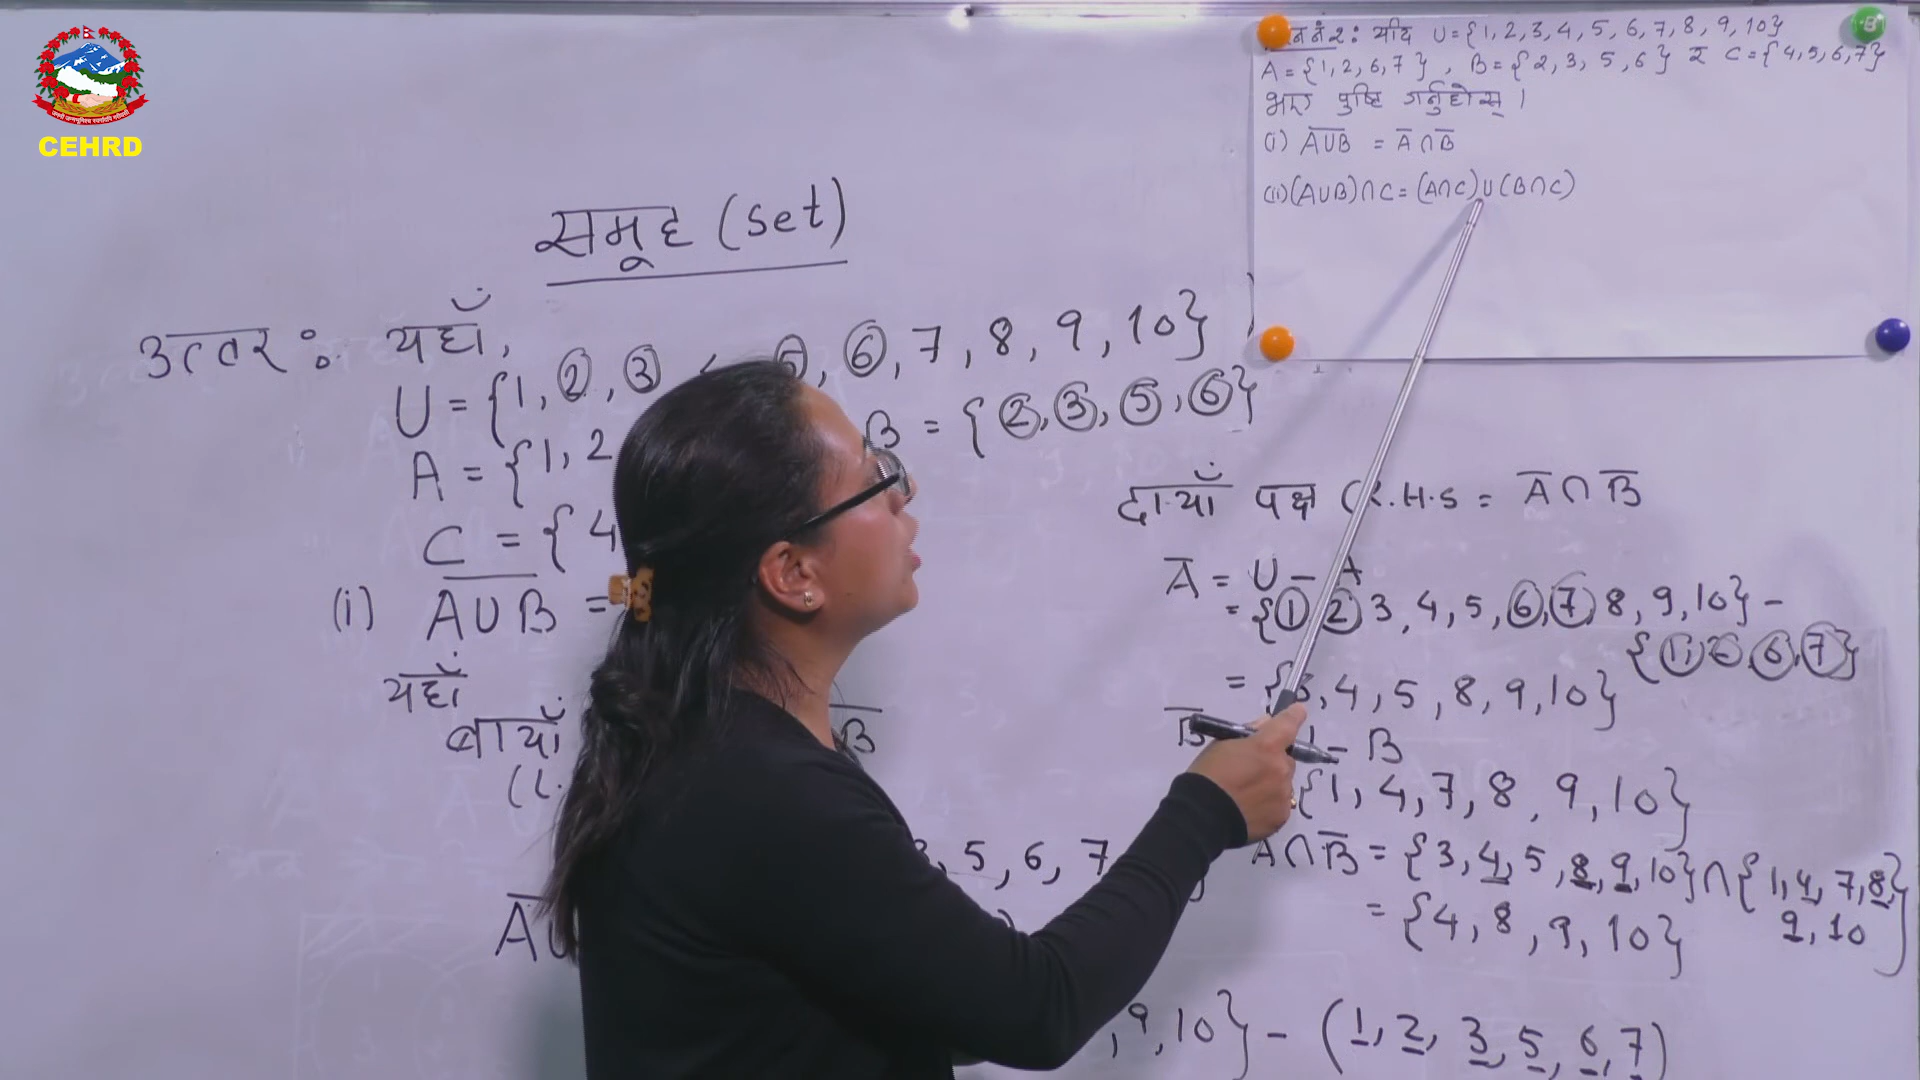 CEHRD
नं २: यदि U={1,2,3,4,5,6,7,8,9,10}
A={1,2,6,7}, B={2,3,5,6} र C={4,5,6,7}
भए पुष्टि गर्नुहोस् ।
(i) A̅U̅B̅ = A̅∩B̅
(ii) (AUB)∩C=(A∩C)U(B∩C)
समूह (set)
उत्तर: यहाँ,
U={1,2,3, 6,7,8,9,10}
A={1,2 B={2,3,5,6}
C={4
(i) A̅U̅B̅ =
यहाँ
बायाँ B̅
(L.
5,6,7
A̅U̅
,9,10}-(1,2,3,5,6,7)
दायाँ पक्ष (R.H.S = A̅∩B̅
A̅=U-A
={1 2 3,4,5,6,7,8,9,10}-
{1, 2,6,7}
={3,4,5,8,9,10}
B̅ -B
{1,4,7,8,9,10}
A∩B̅={3,4,5,8,9,10}∩{1,4,7,8,
9,10}
={4,8,9,10}